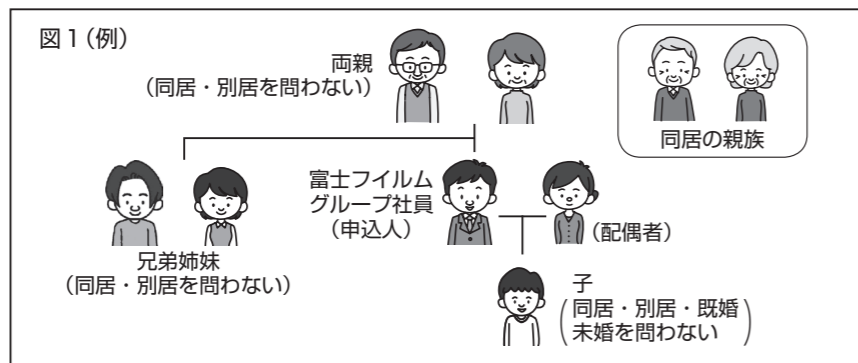 図1(例)
両親
(同居・別居を問わない)
同居の親族
富士フイルム
グループ社員
(申込人)
(配偶者)
兄弟姉妹
(同居・別居を問わない)
子
(同居・別居・既婚
未婚を問わない)